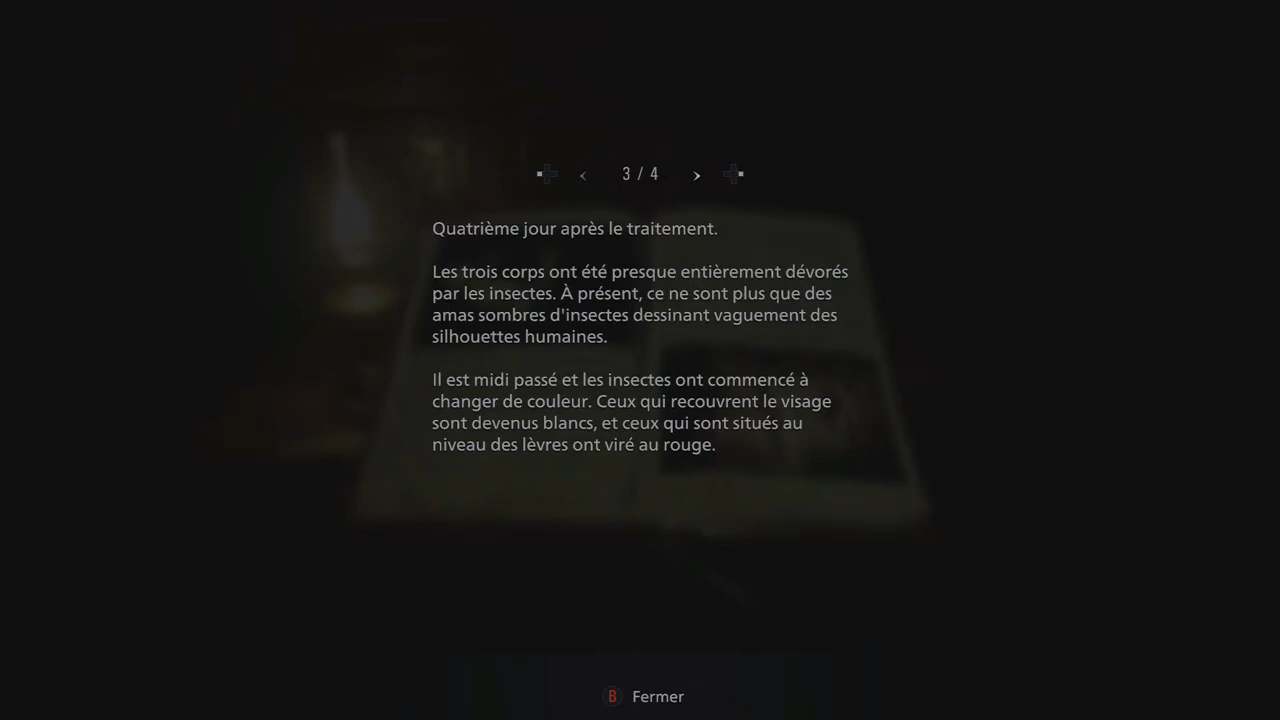 < 3 / 4 >
Quatrième jour après le traitement.
Les trois corps ont été presque entièrement dévorés
par les insectes. À présent, ce ne sont plus que des
amas sombres d'insectes dessinant vaguement des
silhouettes humaines.
Il est midi passé et les insectes ont commencé à
changer de couleur. Ceux qui recouvrent le visage
sont devenus blancs, et ceux qui sont situés au
niveau des lèvres ont viré au rouge.
B Fermer